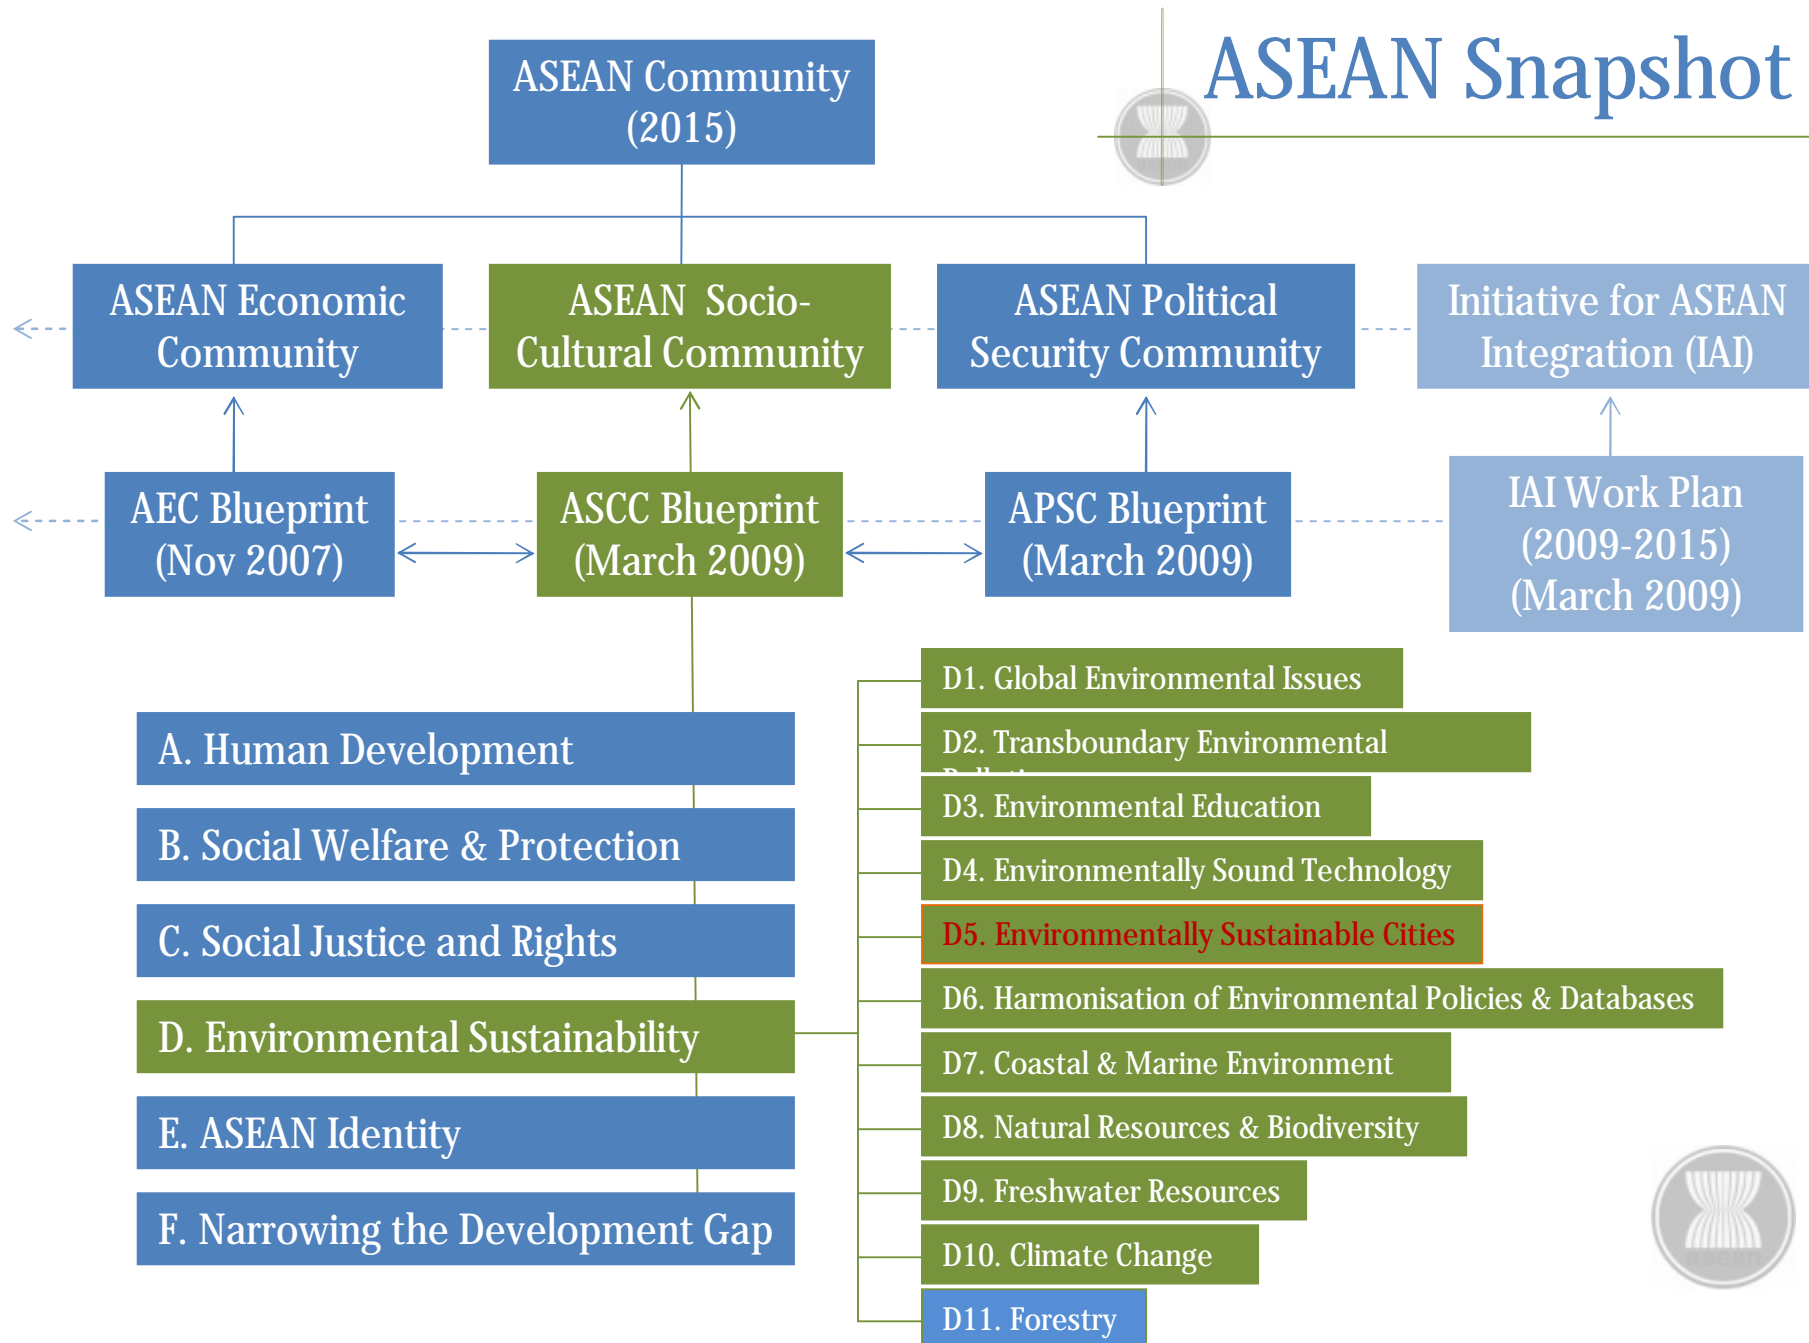 ASEAN Snapshot
ASEAN Community
(2015)
ASEAN Economic
Community
ASEAN Socio-
Cultural Community
ASEAN Political
Security Community
Initiative for ASEAN
Integration (IAI)
AEC Blueprint
(Nov 2007)
ASCC Blueprint
(March 2009)
APSC Blueprint
(March 2009)
IAI Work Plan
(2009-2015)
(March 2009)
A. Human Development
B. Social Welfare & Protection
C. Social Justice and Rights
D. Environmental Sustainability
E. ASEAN Identity
F. Narrowing the Development Gap
D1. Global Environmental Issues
D2. Transboundary Environmental
D3. Environmental Education
D4. Environmentally Sound Technology
D5. Environmentally Sustainable Cities
D6. Harmonisation of Environmental Policies & Databases
D7. Coastal & Marine Environment
D8. Natural Resources & Biodiversity
D9. Freshwater Resources
D10. Climate Change
D11. Forestry
asean